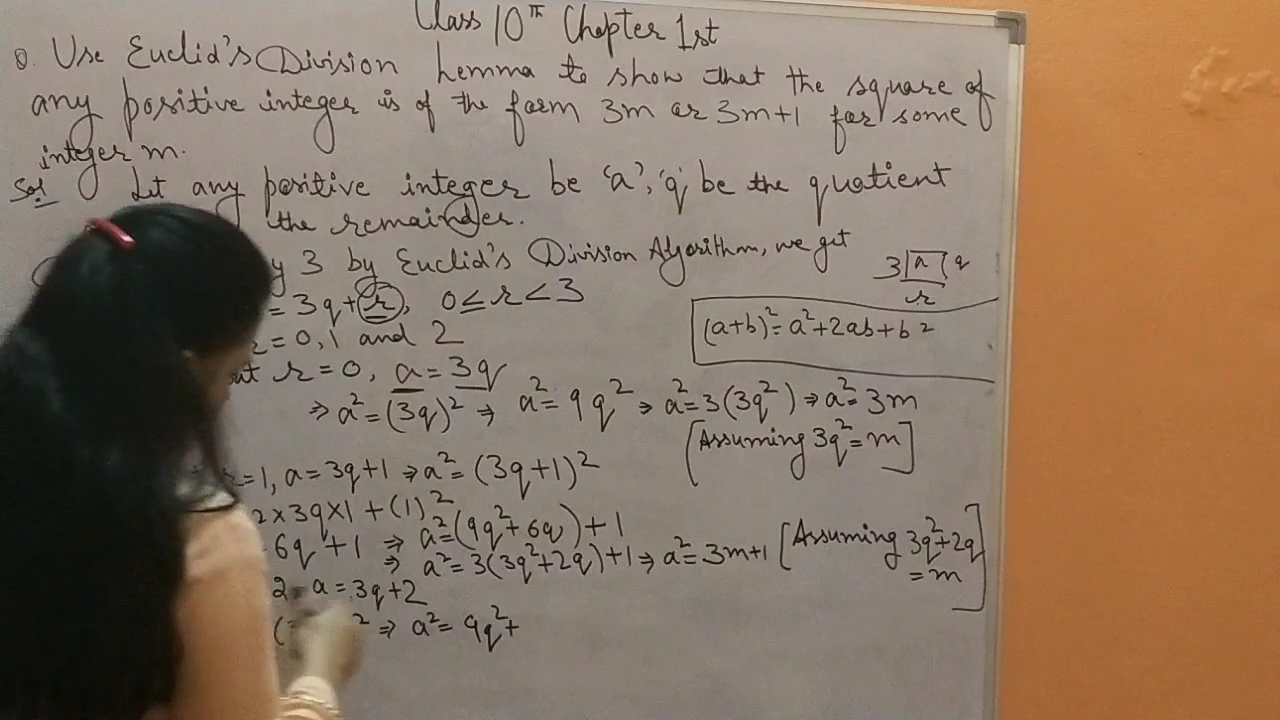 Class 10th Chapter 1st
Q. Use Euclid's Division Lemma to show that the square of
any positive integer is of the form 3m or 3m+1 for some
integer m.
Sol Let any positive integer be 'a', 'q' be the quotient
the remainder.
y 3 by Euclid's Division Algorithm, we get
3 a q
r
= 3q+r, 0≤r<3
(a+b)²=a²+2ab+b²
r=0,1 and 2
ut r=0, a=3q
⇒ a²=(3q)² ⇒ a²=9q² ⇒ a²=3(3q²) ⇒ a²=3m
[Assuming 3q²=m]
r=1, a=3q+1 ⇒ a²=(3q+1)²
2×3q×1+(1)²
6q+1 ⇒ a²=(9q²+6q)+1
⇒ a²=3(3q²+2q)+1 ⇒ a²=3m+1 [Assuming 3q²+2q
=m]
2, a=3q+2
( ² ⇒ a²=9q²+